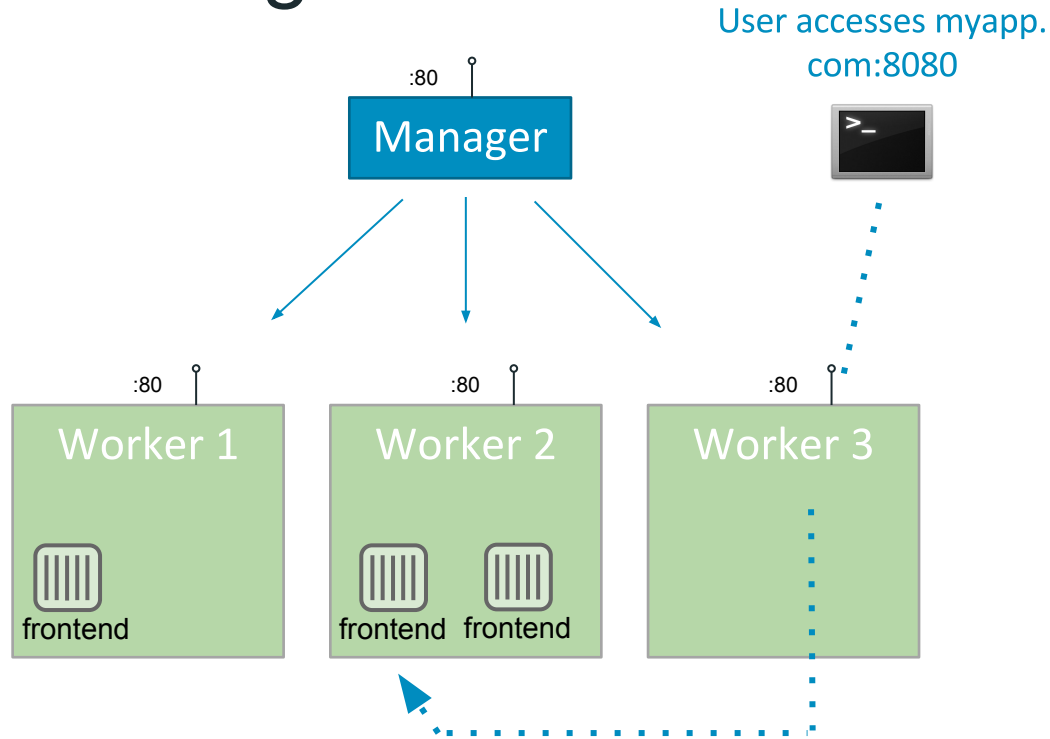 User accesses myapp.
com:8080
:80
Manager
>_
:80
:80
:80
Worker 1
Worker 2
Worker 3
frontend
frontend
frontend